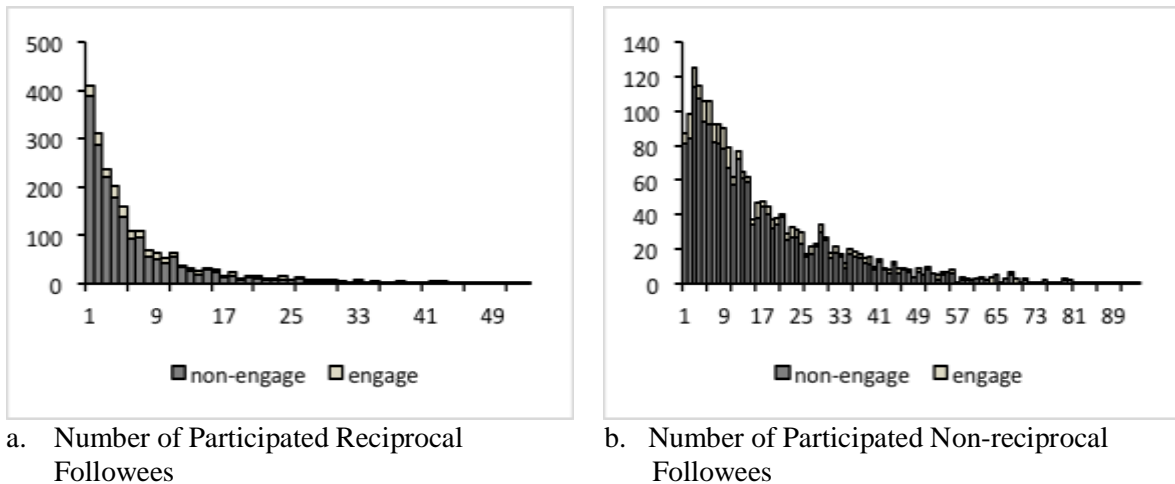 500
400
300
200
100
0
1 9 17 25 33 41 49
non-engage engage
a. Number of Participated Reciprocal
Followees
140
120
100
80
60
40
20
0
1 9 17 25 33 41 49 57 65 73 81 89
non-engage engage
b. Number of Participated Non-reciprocal
Followees